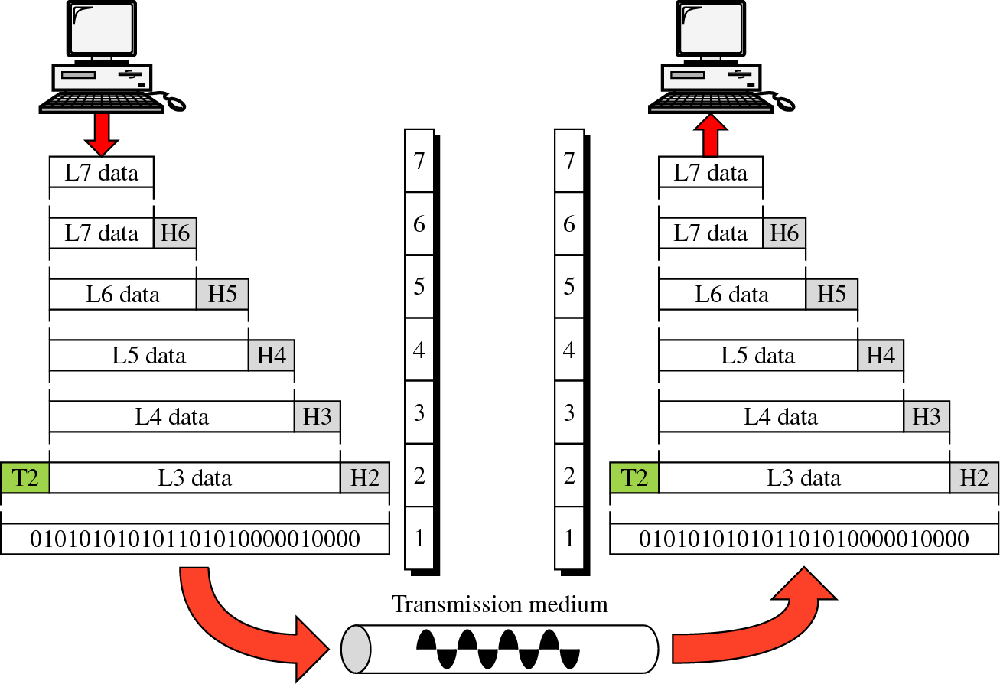 L7 data
7
7
L7 data
L7 data H6
6
6
L7 data H6
L6 data H5
5
5
L6 data H5
L5 data H4
4
4
L5 data H4
L4 data H3
3
3
L4 data H3
T2 L3 data H2
2
2
T2 L3 data H2
010101010101101010000010000
1
1
010101010101101010000010000
Transmission medium